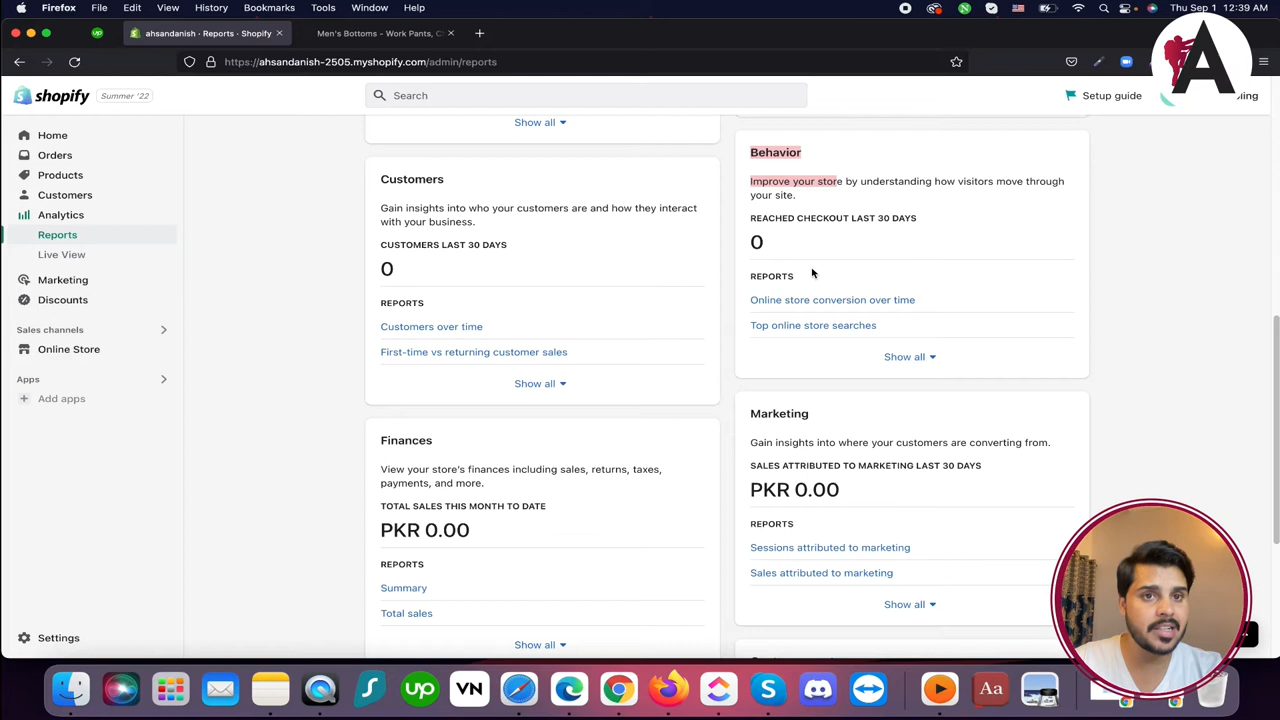 Firefox File Edit View History Bookmarks Tools Window Help Thu Sep 1 12:39 AM
ahsandanish · Reports · Shopify
Men's Bottoms - Work Pants, C
https://ahsandanish-2505.myshopify.com/admin/reports
A
shopify
Summer '22
Search
Setup guide
Home
Orders
Products
Customers
Analytics
Reports
Live View
Marketing
Discounts
Sales channels
Online Store
Apps
Add apps
Settings
Show all
Customers
Gain insights into who your customers are and how they interact
with your business.
CUSTOMERS LAST 30 DAYS
0
REPORTS
Customers over time
First-time vs returning customer sales
Show all
Finances
View your store's finances including sales, returns, taxes,
payments, and more.
TOTAL SALES THIS MONTH TO DATE
PKR 0.00
REPORTS
Summary
Total sales
Show all
Behavior
Improve your store by understanding how visitors move through
your site.
REACHED CHECKOUT LAST 30 DAYS
0
REPORTS
Online store conversion over time
Top online store searches
Show all
Marketing
Gain insights into where your customers are converting from.
SALES ATTRIBUTED TO MARKETING LAST 30 DAYS
PKR 0.00
REPORTS
Sessions attributed to marketing
Sales attributed to marketing
Show all
up
VN
Aa